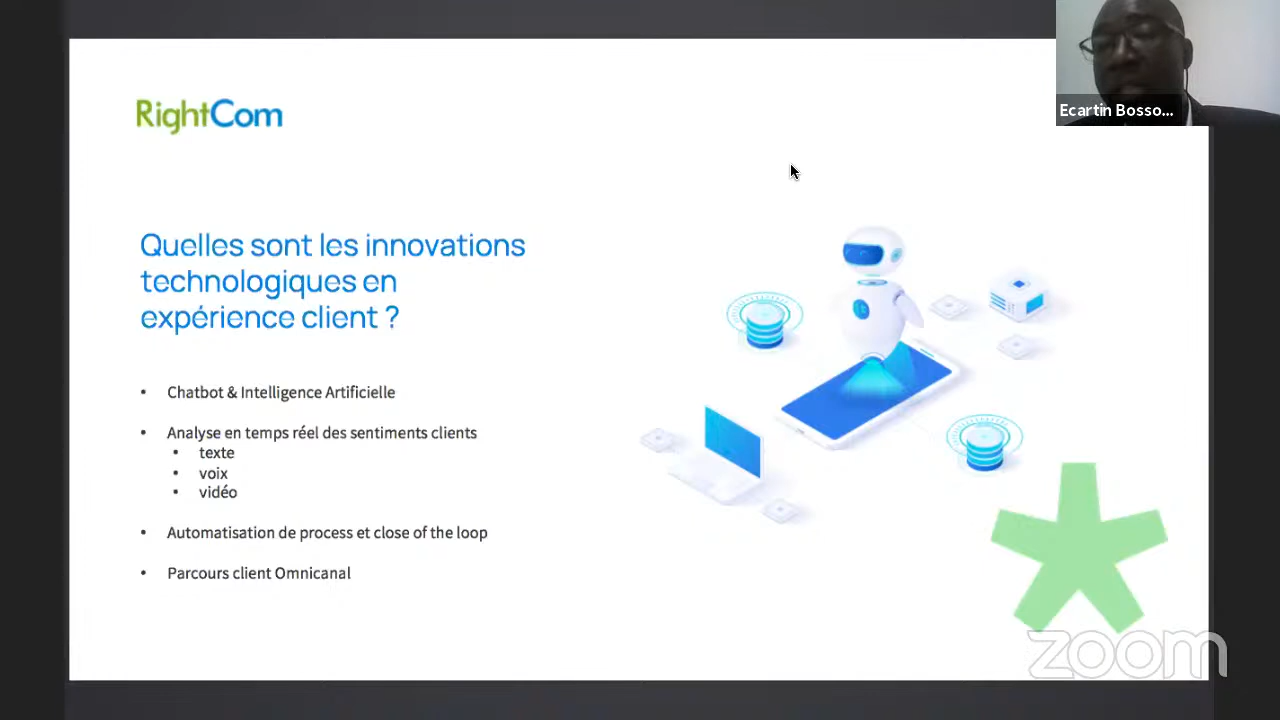 RightCom
Ecartin Bosso...
Quelles sont les innovations
technologiques en
expérience client ?
• Chatbot & Intelligence Artificielle
• Analyse en temps réel des sentiments clients
• texte
• voix
• vidéo
• Automatisation de process et close of the loop
• Parcours client Omnicanal
zoom